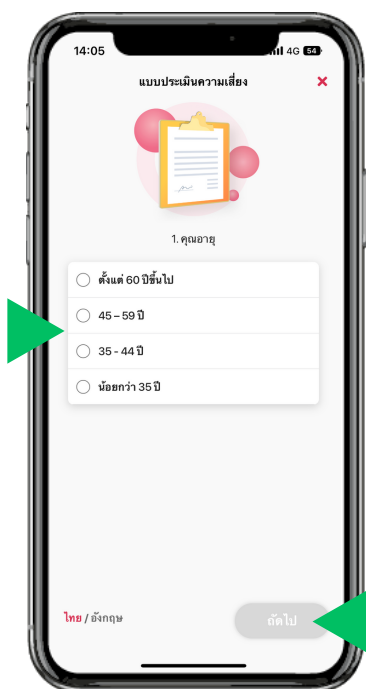 14:05
4G 54
แบบประเมินความเสี่ยง
1. คุณอายุ
ตั้งแต่ 60 ปีขึ้นไป
45 – 59 ปี
35 - 44 ปี
น้อยกว่า 35 ปี
ไทย / อังกฤษ
ถัดไป